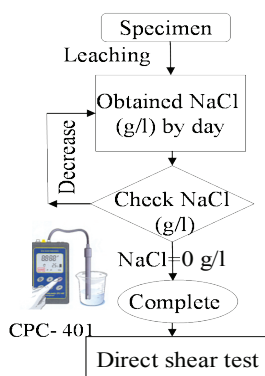 Specimen
Leaching
Obtained NaCl
(g/l) by day
Decrease
Check NaCl
(g/l)
NaCl=0 g/l
Complete
CPC- 401
Direct shear test